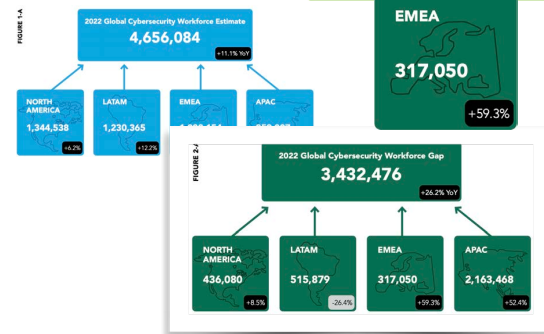 FIGURE 1-A
2022 Global Cybersecurity Workforce Estimate
4,656,084
+11.1% YoY
NORTH
AMERICA
1,344,538
+6.2%
LATAM
1,230,365
+12.2%
EMEA
APAC
EMEA
317,050
+59.3%
FIGURE 2-A
2022 Global Cybersecurity Workforce Gap
3,432,476
+26.2% YoY
NORTH
AMERICA
436,080
+8.5%
LATAM
515,879
-26.4%
EMEA
317,050
+59.3%
APAC
2,163,468
+52.4%